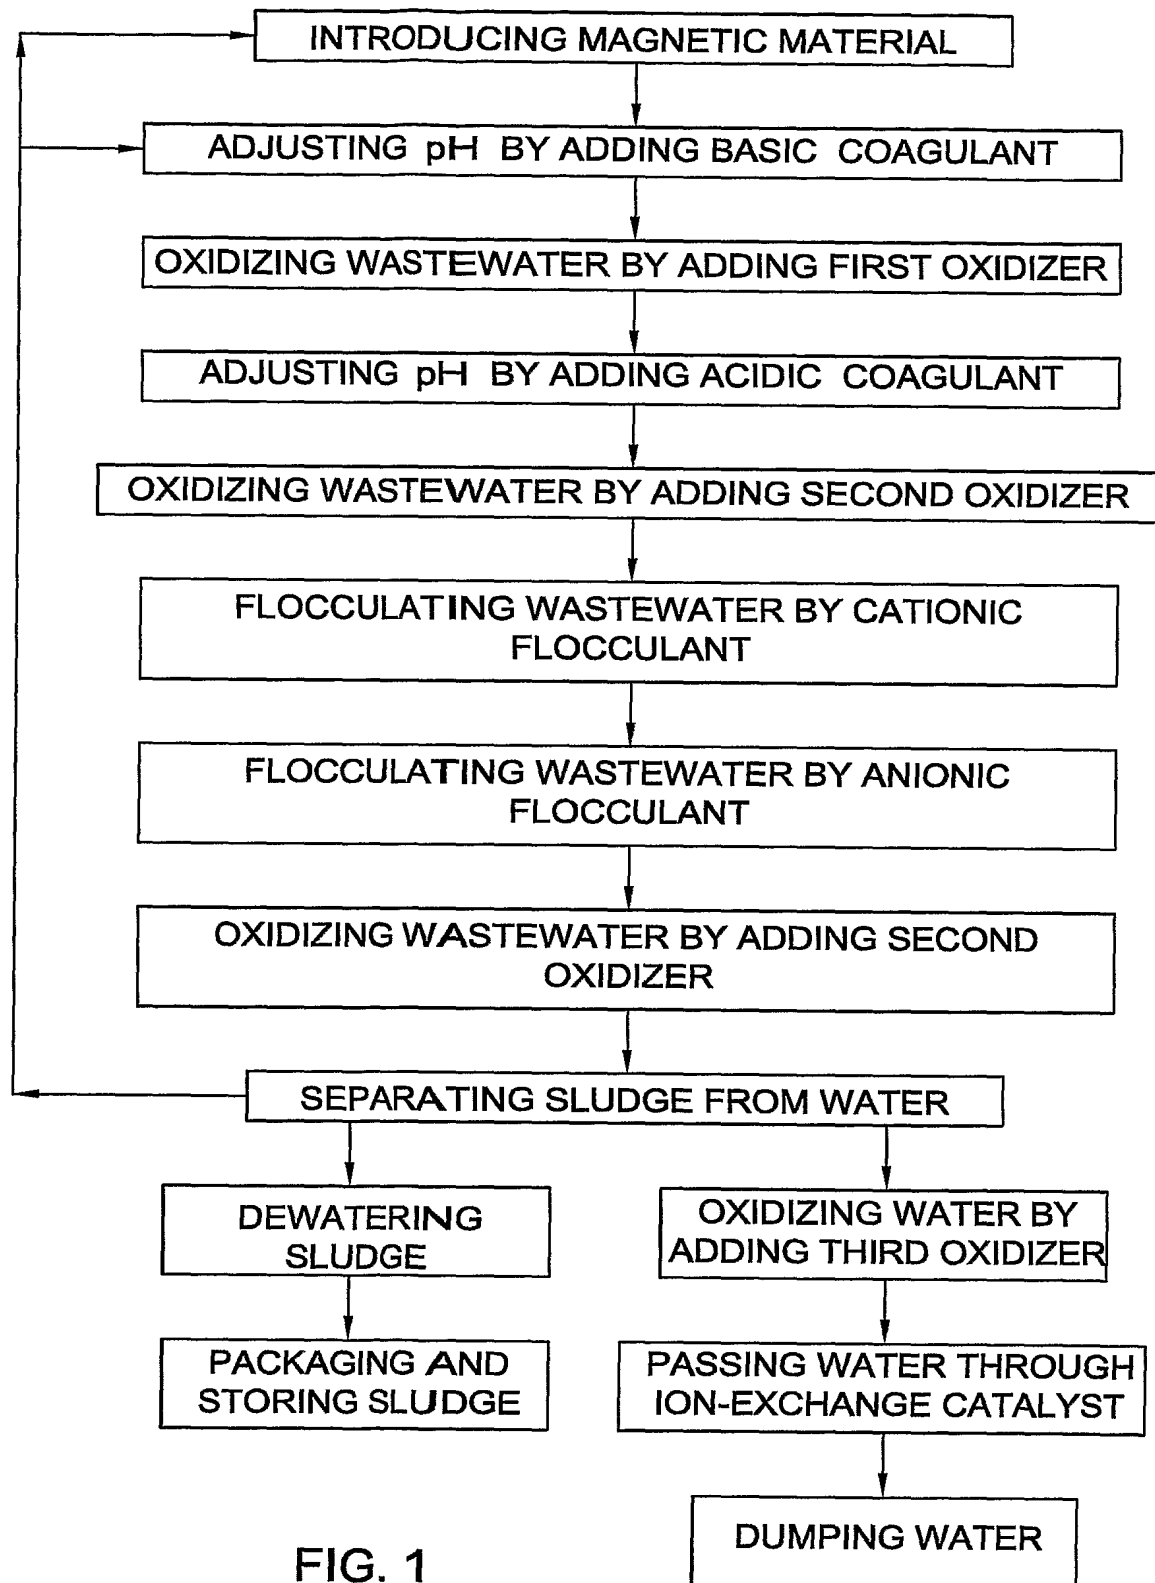 INTRODUCING MAGNETIC MATERIAL
ADJUSTING pH BY ADDING BASIC COAGULANT
OXIDIZING WASTEWATER BY ADDING FIRST OXIDIZER
ADJUSTING pH BY ADDING ACIDIC COAGULANT
OXIDIZING WASTEWATER BY ADDING SECOND OXIDIZER
FLOCCULATING WASTEWATER BY CATIONIC
FLOCCULANT
FLOCCULATING WASTEWATER BY ANIONIC
FLOCCULANT
OXIDIZING WASTEWATER BY ADDING SECOND
OXIDIZER
SEPARATING SLUDGE FROM WATER
DEWATERING
SLUDGE
PACKAGING AND
STORING SLUDGE
OXIDIZING WATER BY
ADDING THIRD OXIDIZER
PASSING WATER THROUGH
ION-EXCHANGE CATALYST
DUMPING WATER
FIG. 1